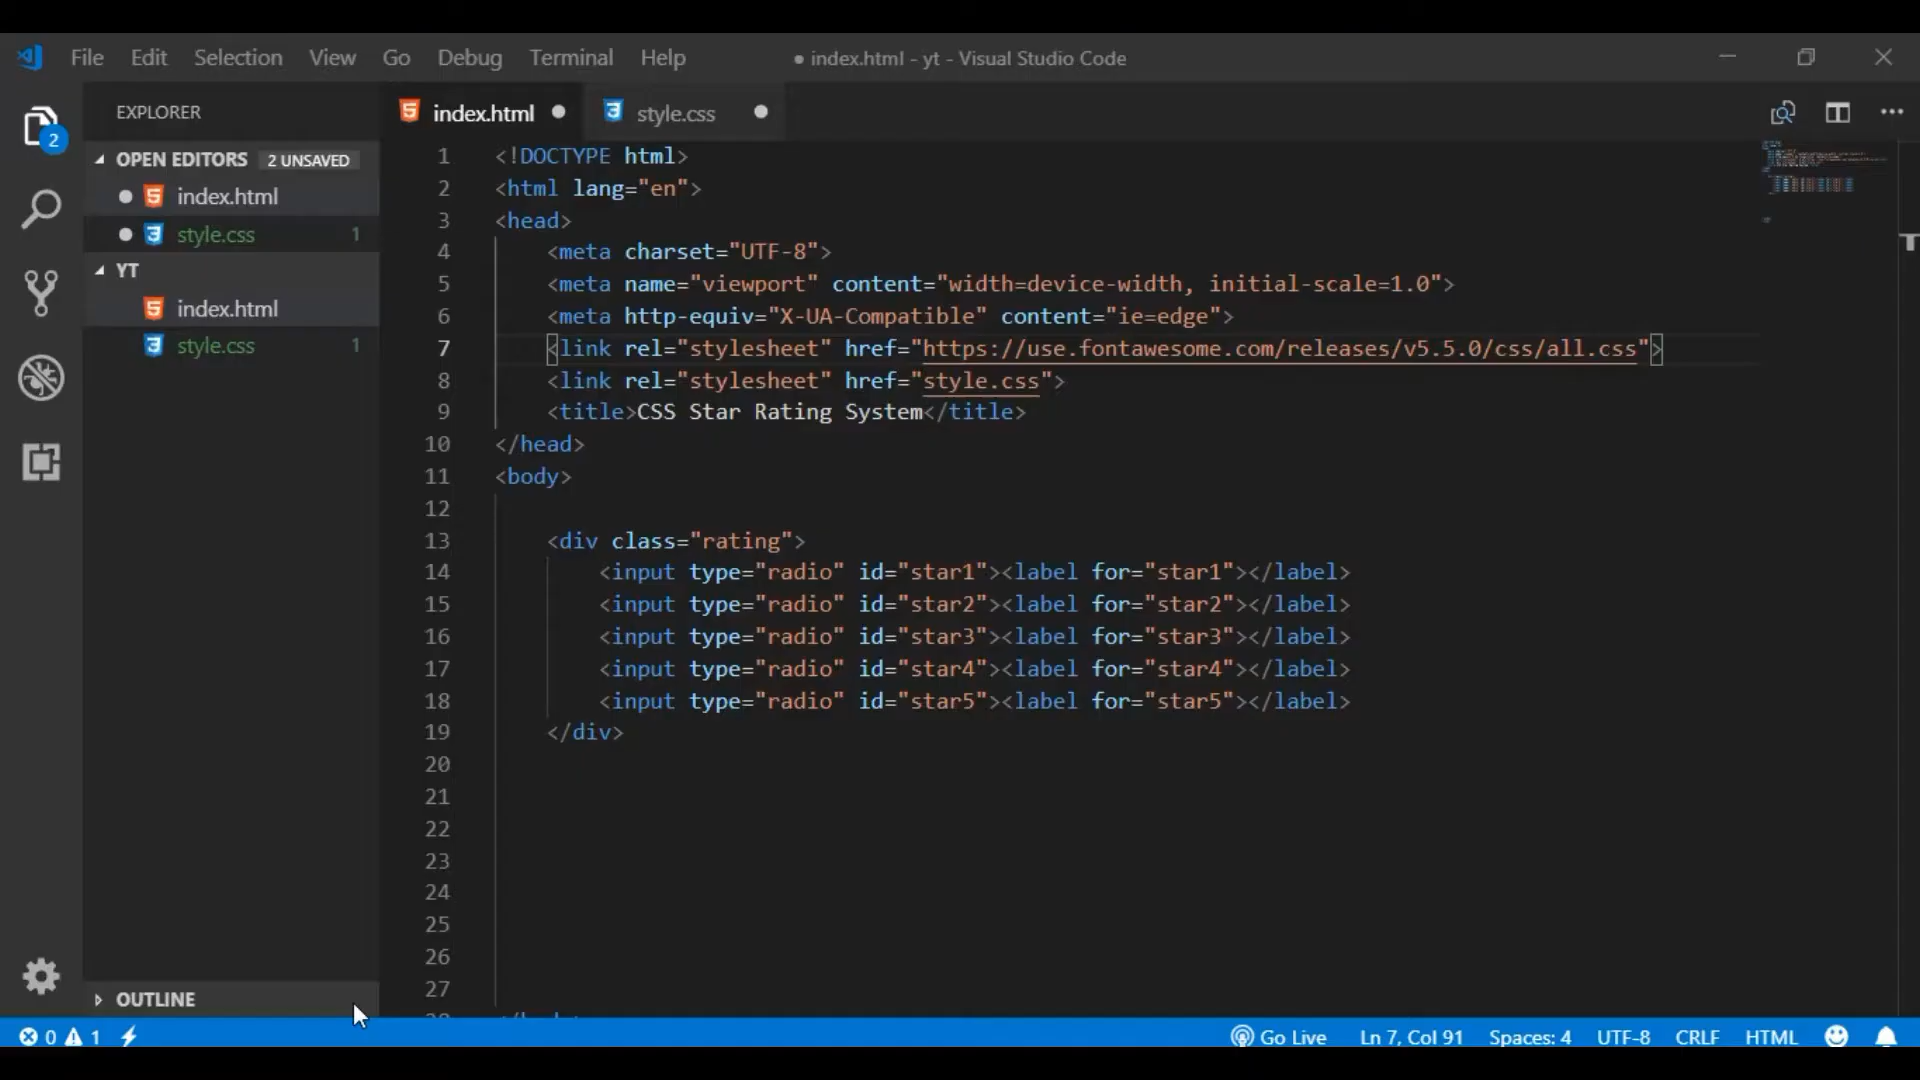 File Edit Selection View Go Debug Terminal Help ● index.html - yt - Visual Studio Code
EXPLORER
2
OPEN EDITORS 2 UNSAVED
index.html
style.css 1
YT
index.html
style.css 1
OUTLINE
index.html style.css
1 <!DOCTYPE html>
2 <html lang="en">
3 <head>
4 <meta charset="UTF-8">
5 <meta name="viewport" content="width=device-width, initial-scale=1.0">
6 <meta http-equiv="X-UA-Compatible" content="ie=edge">
7 <link rel="stylesheet" href="https://use.fontawesome.com/releases/v5.5.0/css/all.css">
8 <link rel="stylesheet" href="style.css">
9 <title>CSS Star Rating System</title>
10 </head>
11 <body>
12
13 <div class="rating">
14 <input type="radio" id="star1"><label for="star1"></label>
15 <input type="radio" id="star2"><label for="star2"></label>
16 <input type="radio" id="star3"><label for="star3"></label>
17 <input type="radio" id="star4"><label for="star4"></label>
18 <input type="radio" id="star5"><label for="star5"></label>
19 </div>
20
21
22
23
24
25
26
27
0 1 Go Live Ln 7, Col 91 Spaces: 4 UTF-8 CRLF HTML